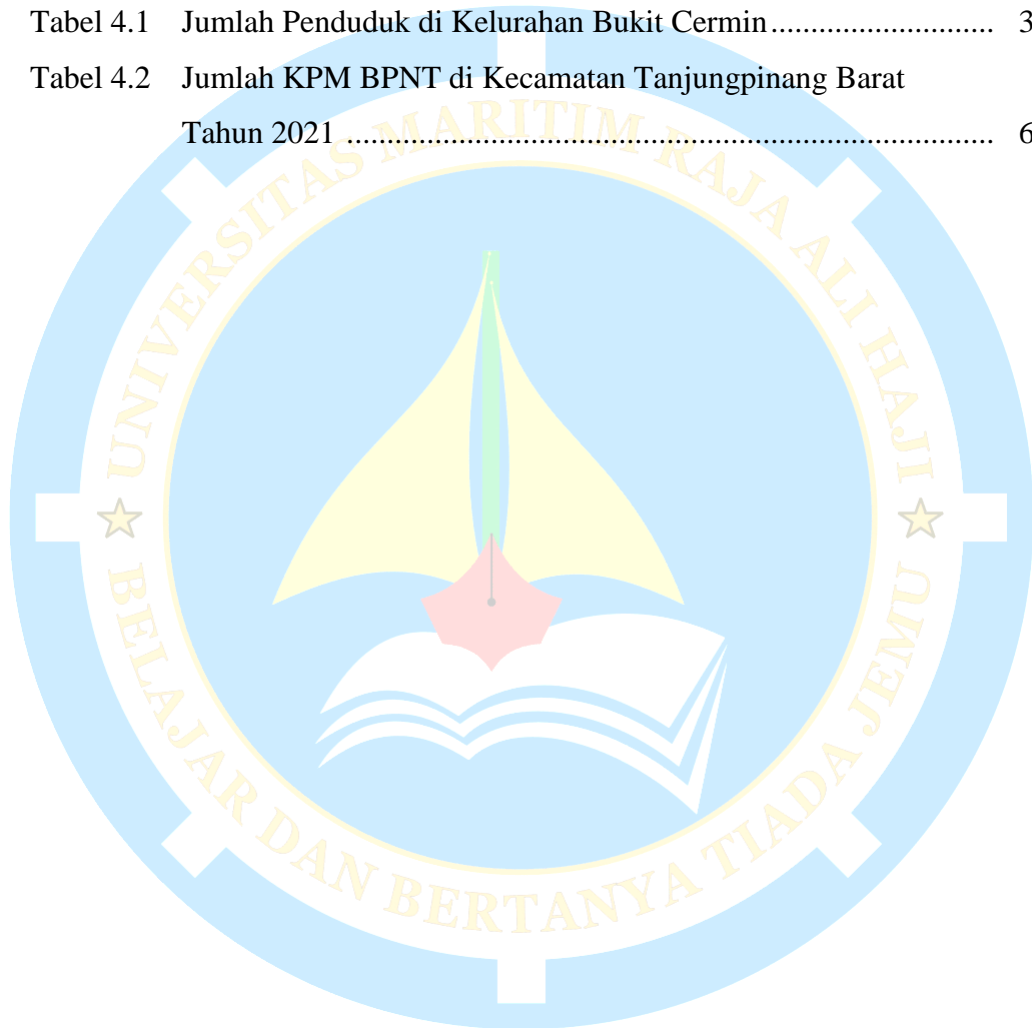 Tabel 4.1 Jumlah Penduduk di Kelurahan Bukit Cermin............................. 3
Tabel 4.2 Jumlah KPM BPNT di Kecamatan Tanjungpinang Barat
Tahun 2021 ........................................................................... 6
UNIVERSITAS MARITIM RAJA ALI HAJI
BELAJAR DAN BERTANYA TIADA JEMU